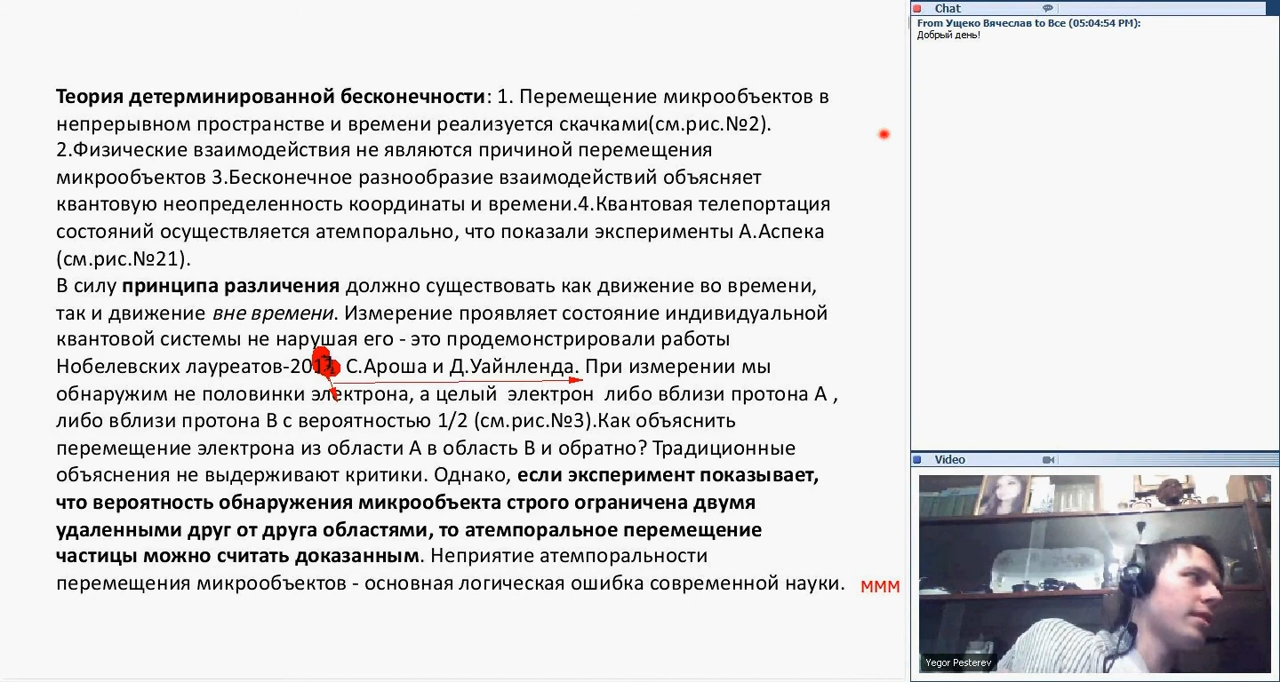 Теория детерминированной бесконечности: 1. Перемещение микрообъектов в
непрерывном пространстве и времени реализуется скачками(см.рис.№2).
2.Физические взаимодействия не являются причиной перемещения
микрообъектов 3.Бесконечное разнообразие взаимодействий объясняет
квантовую неопределенность координаты и времени.4.Квантовая телепортация
состояний осуществляется атемпорально, что показали эксперименты А.Аспека
(см.рис.№21).
В силу принципа различения должно существовать как движение во времени,
так и движение вне времени. Измерение проявляет состояние индивидуальной
квантовой системы не нарушая его - это продемонстрировали работы
Нобелевских лауреатов С.Ароша и Д.Уайнленда. При измерении мы
обнаружим не половинки электрона, а целый электрон либо вблизи протона А ,
либо вблизи протона В с вероятностью 1/2 (см.рис.№3).Как объяснить
перемещение электрона из области А в область В и обратно? Традиционные
объяснения не выдерживают критики. Однако, если эксперимент показывает,
что вероятность обнаружения микрообъекта строго ограничена двумя
удаленными друг от друга областями, то атемпоральное перемещение
частицы можно считать доказанным. Неприятие атемпоральности
перемещения микрообъектов - основная логическая ошибка современной науки.
МММ
Chat
From Ущеко Вячеслав to Все (05:04:54 PM):
Добрый день!
Video
Yegor Pesterev